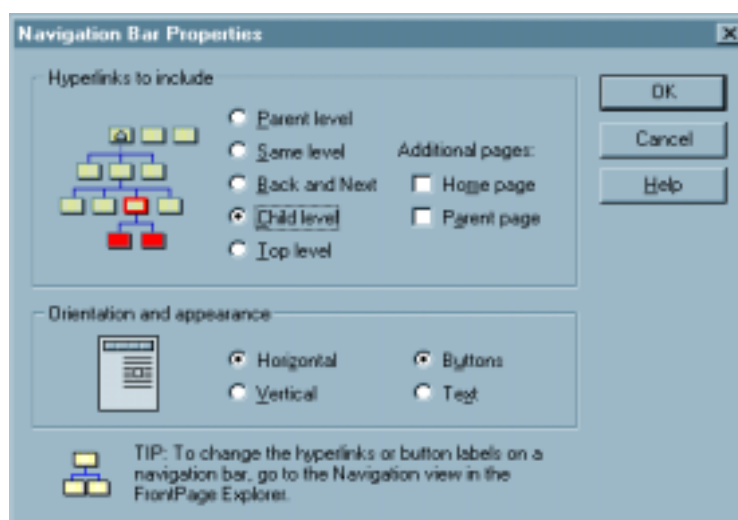 Navigation Bar Properties
Hyperlinks to include
Parent level
Same level
Back and Next
Child level
Top level
Additional pages:
Home page
Parent page
OK
Cancel
Help
Orientation and appearance
Horizontal
Vertical
Buttons
Text
TIP: To change the hyperlinks or button labels on a
navigation bar, go to the Navigation view in the
FrontPage Explorer.